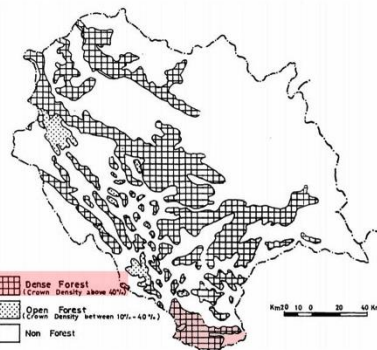 Dense Forest
(Crown Density above 40%)
Open Forest
(Crown Density between 10%-40%)
Non Forest
Km20 10 0 20 40 K